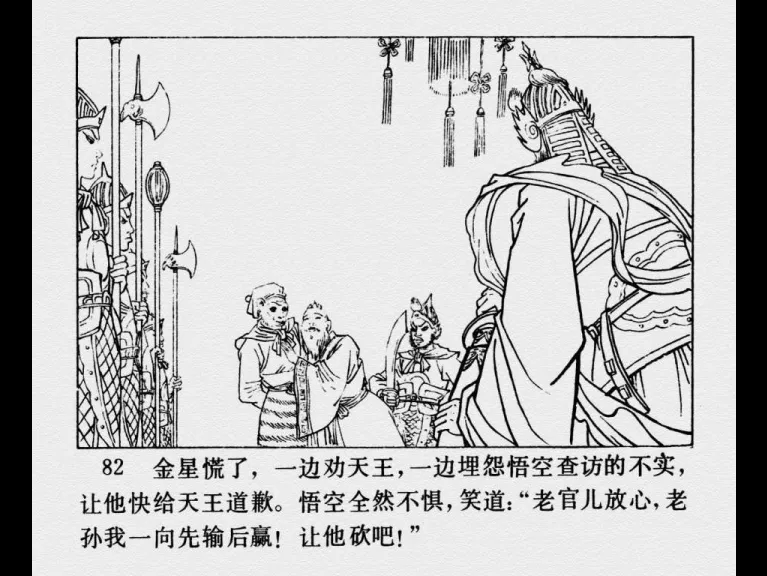 82 金星慌了，一边劝天王，一边埋怨悟空查访的不实，
让他快给天王道歉。悟空全然不惧，笑道：“老官儿放心，老
孙我一向先输后赢！让他砍吧！”